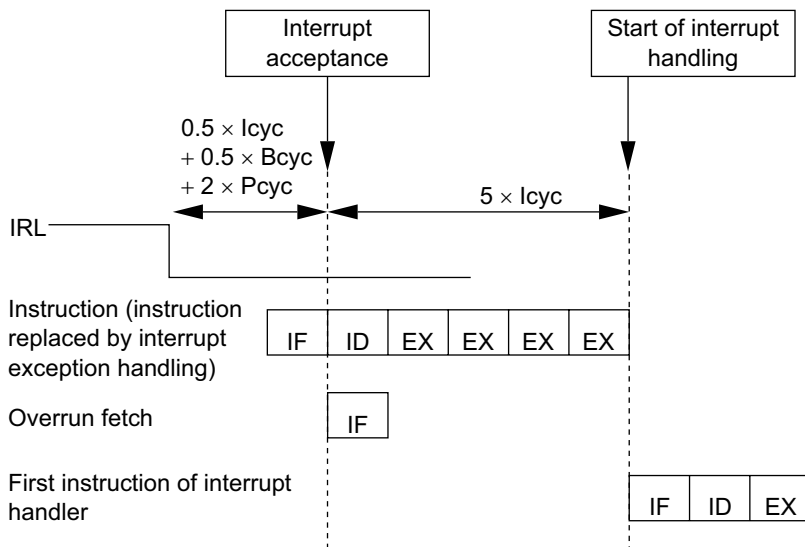 Interrupt
acceptance
Start of interrupt
handling
0.5 × Icyc
+ 0.5 × Bcyc
+ 2 × Pcyc
5 × Icyc
IRL
Instruction (instruction
replaced by interrupt
exception handling)
IF ID EX EX EX EX
Overrun fetch
IF
First instruction of interrupt
handler
IF ID EX